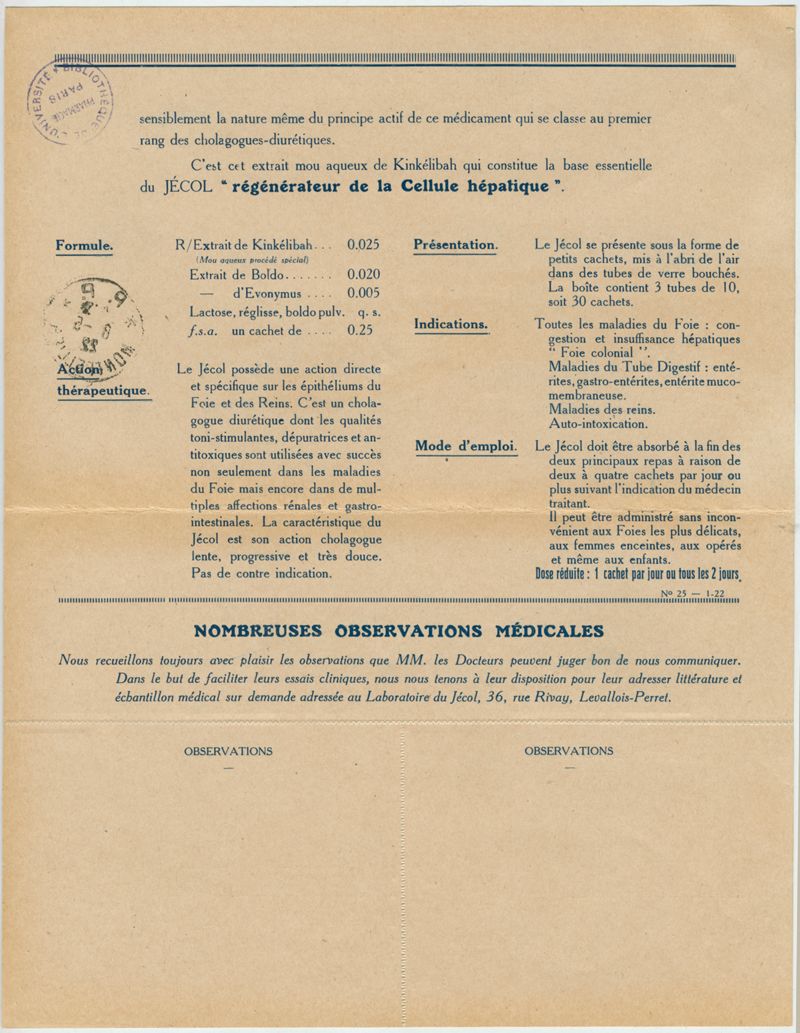 BIBLIOTHÈQUE DE L'UNIVERSITÉ
PHARMACIE
PARIS
sensiblement la nature même du principe actif de ce médicament qui se classe au premier
rang des cholagogues-diurétiques.
C'est cet extrait mou aqueux de Kinkélibah qui constitue la base essentielle
du JÉCOL " régénérateur de la Cellule hépatique ".
Formule.
R/Extrait de Kinkélibah... 0.025
(Mou aqueux procédé spécial)
Extrait de Boldo....... 0.020
— d'Evonymus .... 0.005
Lactose, réglisse, boldo pulv. q. s.
f.s.a. un cachet de .... 0.25
Action
thérapeutique.
Le Jécol possède une action directe
et spécifique sur les épithéliums du
Foie et des Reins. C'est un chola-
gogue diurétique dont les qualités
toni-stimulantes, dépuratrices et an-
titoxiques sont utilisées avec succès
non seulement dans les maladies
du Foie mais encore dans de mul-
tiples affections rénales et gastro-
intestinales. La caractéristique du
Jécol est son action cholagogue
lente, progressive et très douce.
Pas de contre indication.
Présentation.
Le Jécol se présente sous la forme de
petits cachets, mis à l'abri de l'air
dans des tubes de verre bouchés.
La boîte contient 3 tubes de 10,
soit 30 cachets.
Indications.
Toutes les maladies du Foie : con-
gestion et insuffisance hépatiques
" Foie colonial ".
Maladies du Tube Digestif : enté-
rites, gastro-entérites, entérite muco-
membraneuse.
Maladies des reins.
Auto-intoxication.
Mode d'emploi.
Le Jécol doit être absorbé à la fin des
deux principaux repas à raison de
deux à quatre cachets par jour ou
plus suivant l'indication du médecin
traitant.
Il peut être administré sans incon-
vénient aux Foies les plus délicats,
aux femmes enceintes, aux opérés
et même aux enfants.
Dose réduite : 1 cachet par jour ou tous les 2 jours.
N° 25 — 1-22
NOMBREUSES OBSERVATIONS MÉDICALES
Nous recueillons toujours avec plaisir les observations que MM. les Docteurs peuvent juger bon de nous communiquer.
Dans le but de faciliter leurs essais cliniques, nous nous tenons à leur disposition pour leur adresser littérature et
échantillon médical sur demande adressée au Laboratoire du Jécol, 36, rue Rivay, Levallois-Perret.
OBSERVATIONS
OBSERVATIONS